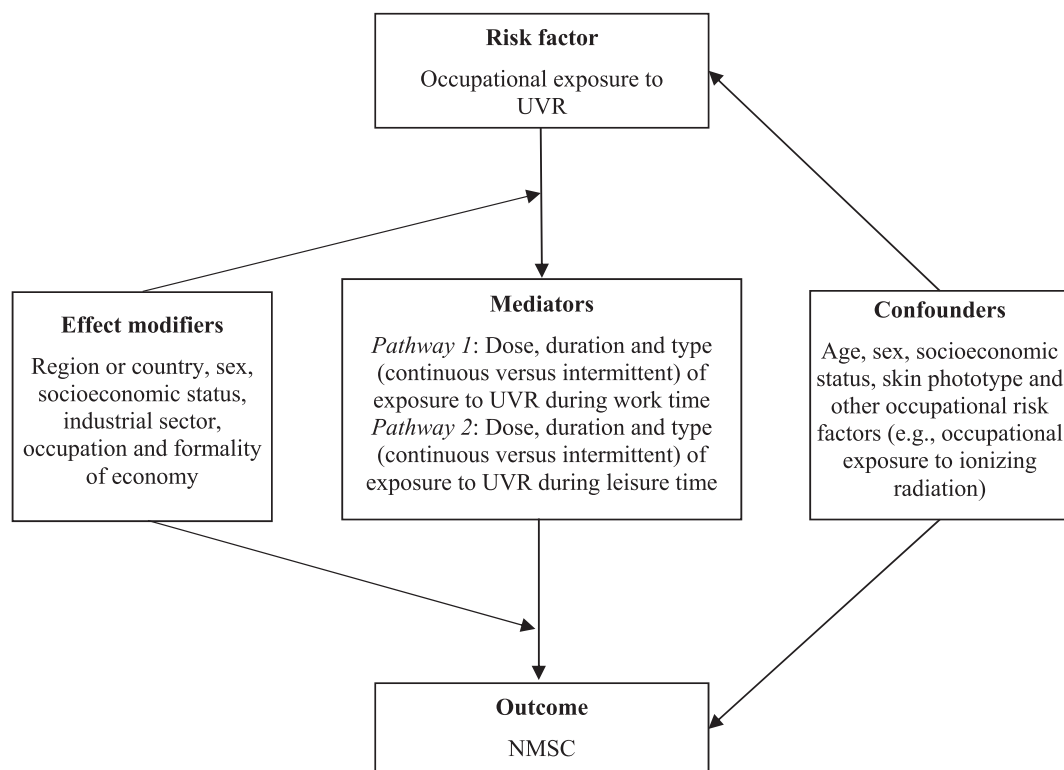 Risk factor
Occupational exposure to
UVR
Effect modifiers
Region or country, sex,
socioeconomic status,
industrial sector,
occupation and formality
of economy
Mediators
Pathway 1: Dose, duration and type
(continuous versus intermittent) of
exposure to UVR during work time
Pathway 2: Dose, duration and type
(continuous versus intermittent) of
exposure to UVR during leisure time
Confounders
Age, sex, socioeconomic
status, skin phototype and
other occupational risk
factors (e.g., occupational
exposure to ionizing
radiation)
Outcome
NMSC